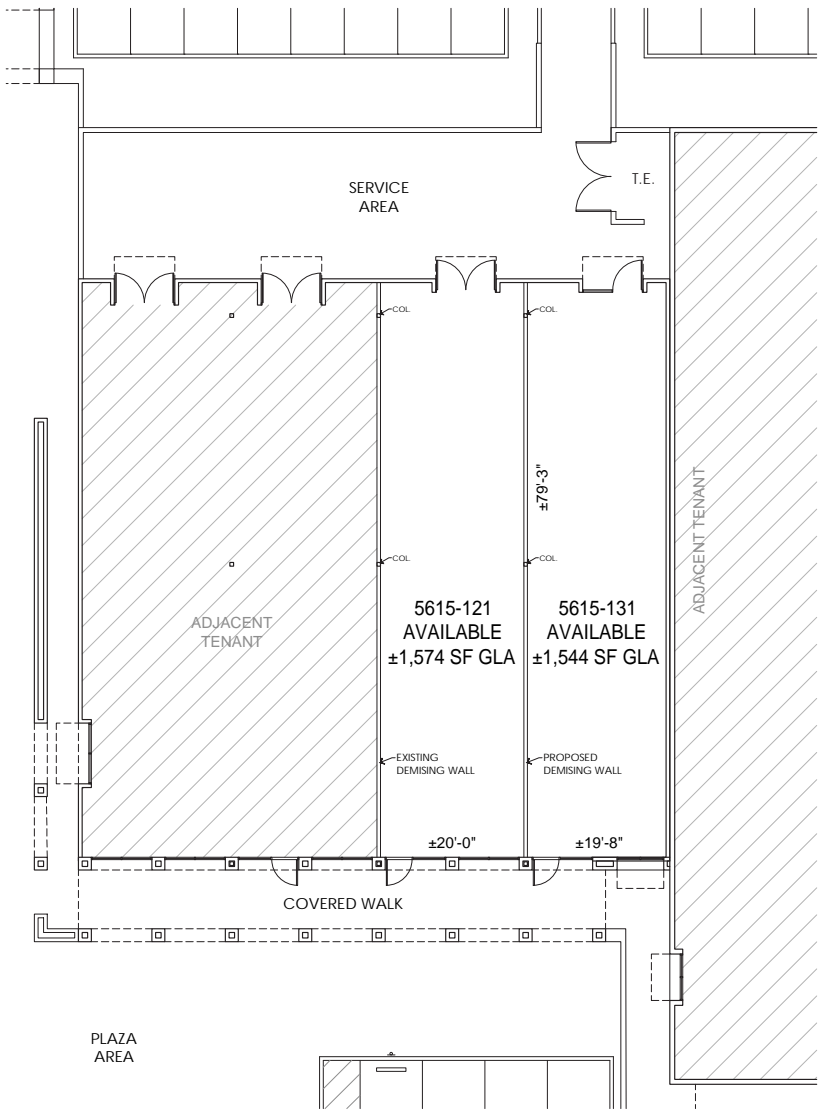 SERVICE
AREA
T.E.
COL.
COL.
±79'-3"
ADJACENT TENANT
COL.
COL.
5615-121
AVAILABLE
±1,574 SF GLA
5615-131
AVAILABLE
±1,544 SF GLA
ADJACENT
TENANT
EXISTING
DEMISING WALL
PROPOSED
DEMISING WALL
±20'-0"
±19'-8"
COVERED WALK
PLAZA
AREA